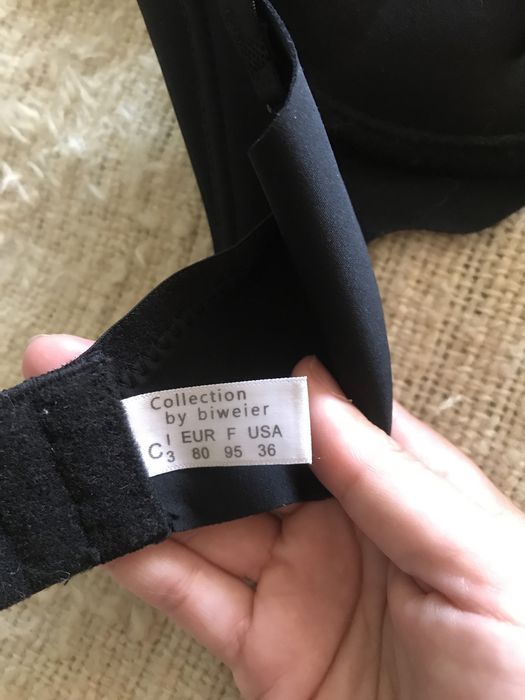 Collection
by biweier
C I EUR F USA
3 80 95 36